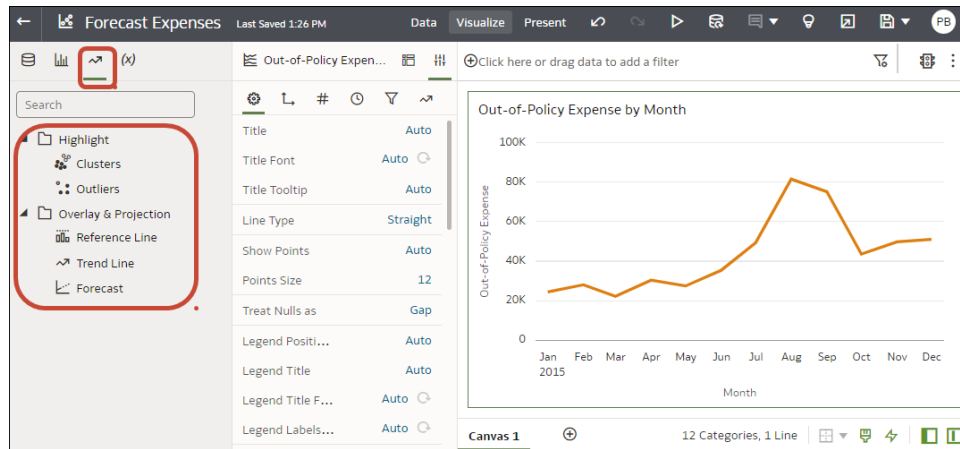 Forecast Expenses Last Saved 1:26 PM Data Visualize Present PB
(x) Out-of-Policy Expen... Click here or drag data to add a filter
Search
Highlight
Clusters
Outliers
Overlay & Projection
Reference Line
Trend Line
Forecast
#
Title Auto
Title Font Auto
Title Tooltip Auto
Line Type Straight
Show Points Auto
Points Size 12
Treat Nulls as Gap
Legend Positi... Auto
Legend Title Auto
Legend Title F... Auto
Legend Labels... Auto
Out-of-Policy Expense by Month
Out-of-Policy Expense
100K
80K
60K
40K
20K
0
Jan Feb Mar Apr May Jun Jul Aug Sep Oct Nov Dec
2015
Month
Canvas 1 12 Categories, 1 Line